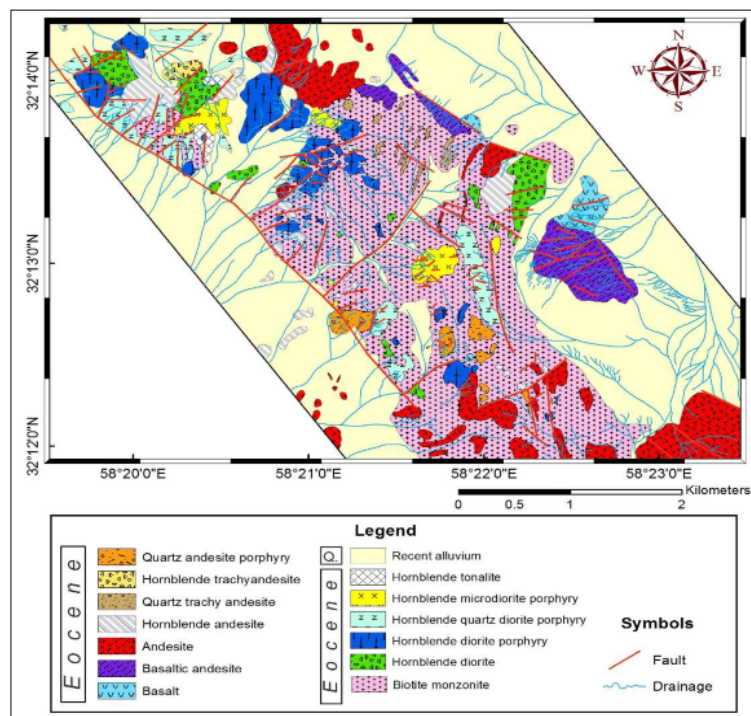 N
W E
S
32°14'0"N
32°13'0"N
32°12'0"N
58°20'0"E 58°21'0"E 58°22'0"E 58°23'0"E
Kilometers
0 0.5 1 2
Legend
Eocene
Quartz andesite porphyry
Hornblende trachyandesite
Quartz trachy andesite
Hornblende andesite
Andesite
Basaltic andesite
Basalt
Q.
Recent alluvium
Eocene
Hornblende tonalite
Hornblende microdiorite porphyry
Hornblende quartz diorite porphyry
Hornblende diorite porphyry
Hornblende diorite
Biotite monzonite
Symbols
Fault
Drainage